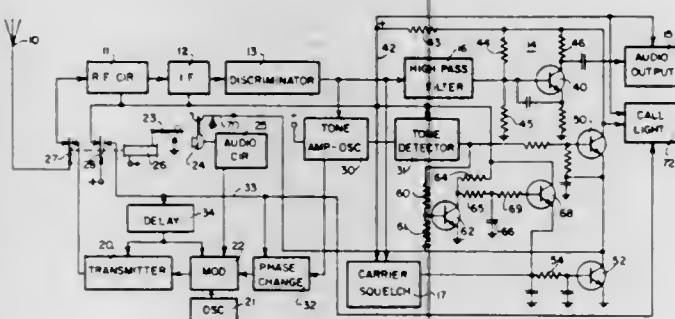 10
11
R.F. CIR
12
I.F.
13
DISCRIMINATOR
+
42
43
16
HIGH PASS
FILTER
44
14
46
40
45
AUDIO
OUTPUT
CALL
LIGHT
72
50
23
24
70
25
AUDIO
CIR
+
TONE
AMP-OSC
30
TONE
DETECTOR
31
27
28
+
26
33
34
DELAY
20
TRANSMITTER
22
MOD
21
OSC
PHASE
CHANGE
32
60
61
62
64
65
66
69
68
CARRIER
SQUELCH
17
54
52